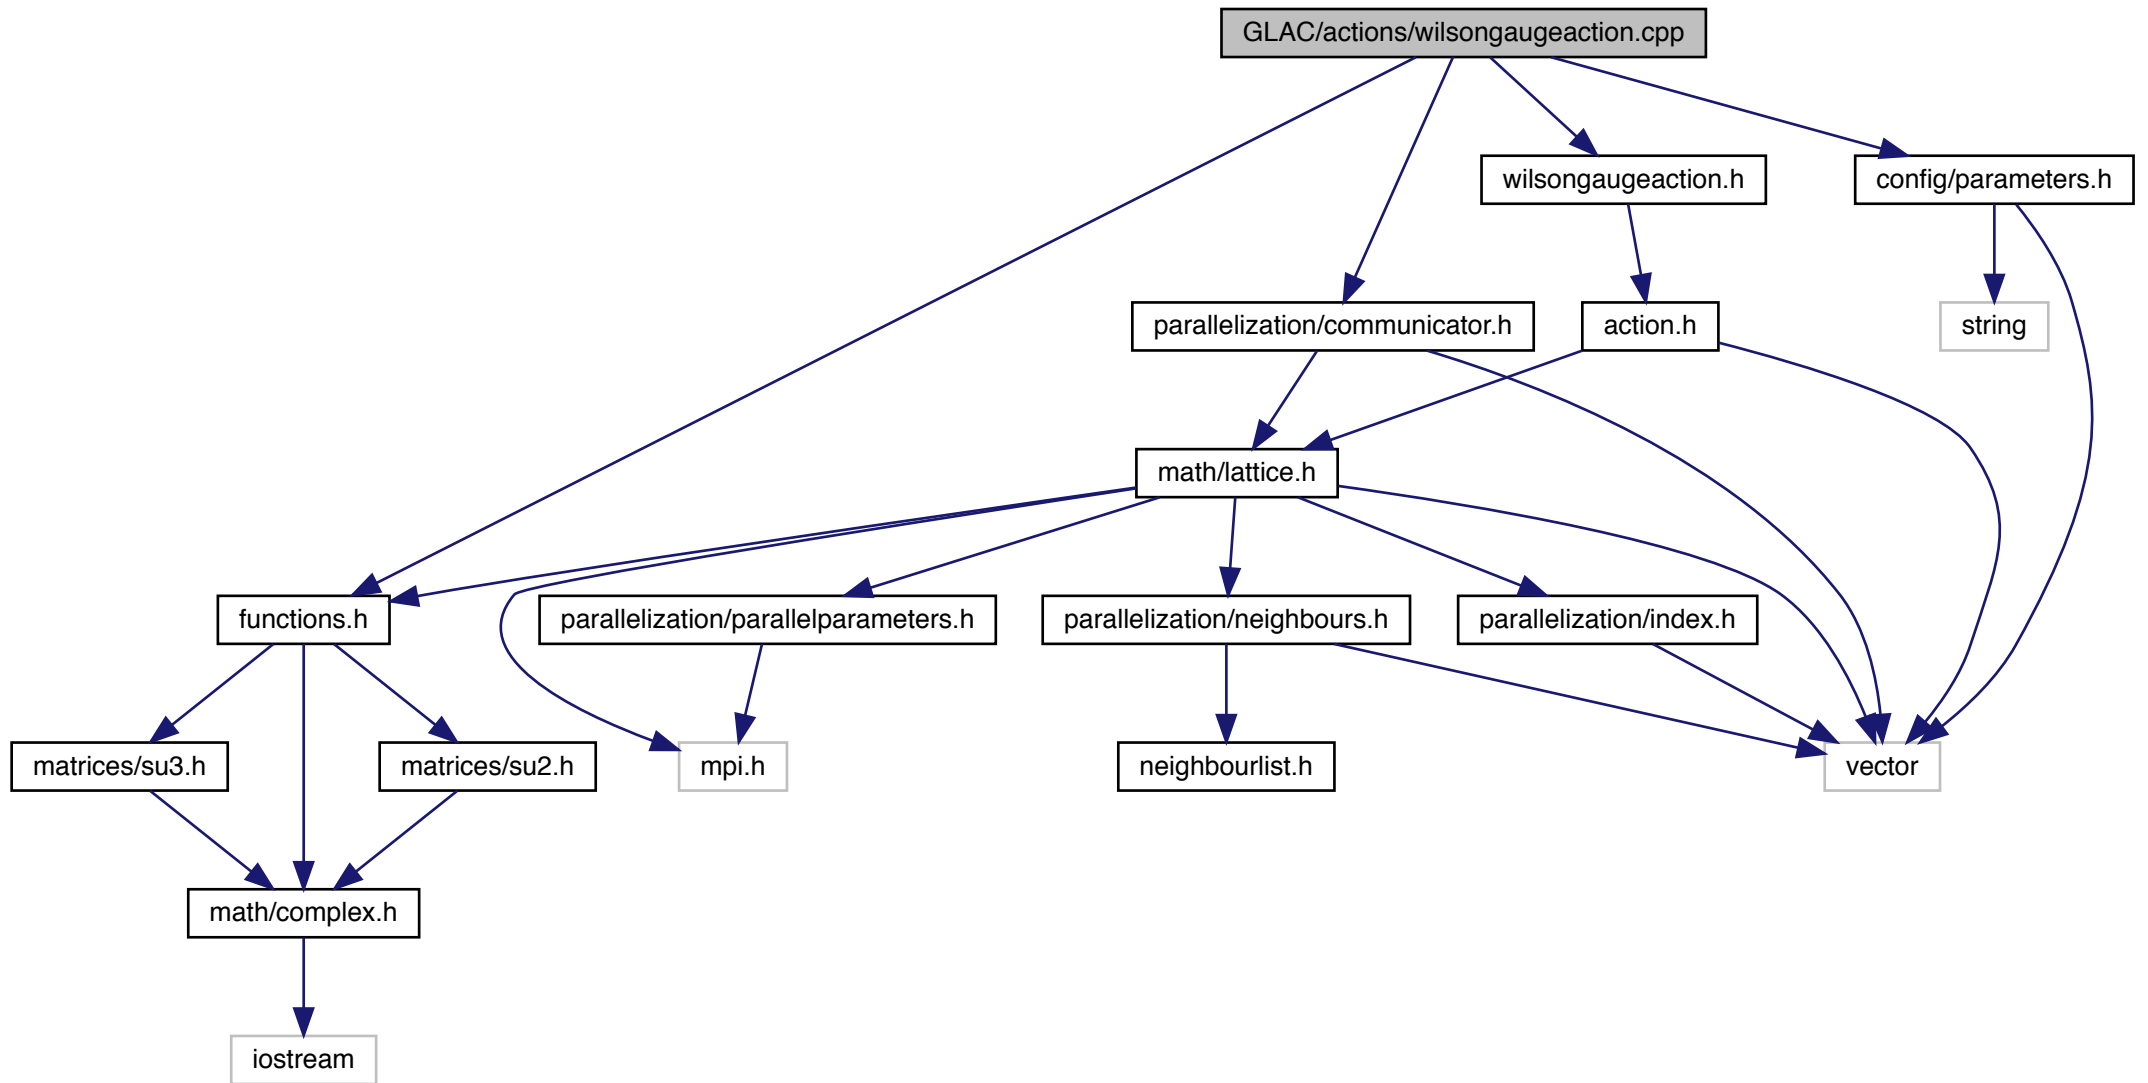 GLAC/actions/wilsongaugeaction.cpp
wilsongaugeaction.h
config/parameters.h
parallelization/communicator.h
action.h
string
math/lattice.h
functions.h
parallelization/parallelparameters.h
parallelization/neighbours.h
parallelization/index.h
matrices/su3.h
matrices/su2.h
mpi.h
neighbourlist.h
vector
math/complex.h
iostream